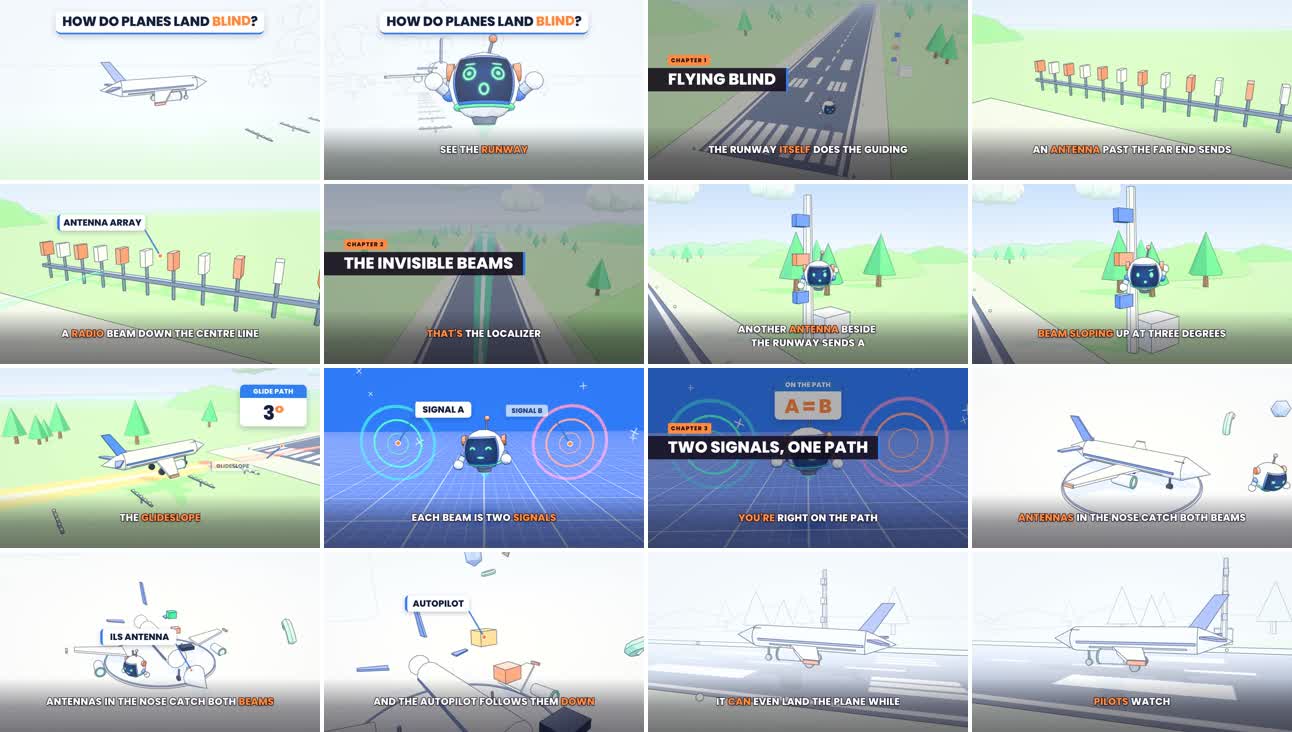 HOW DO PLANES LAND BLIND?
HOW DO PLANES LAND BLIND?
SEE THE RUNWAY
CHAPTER 1
FLYING BLIND
THE RUNWAY ITSELF DOES THE GUIDING
AN ANTENNA PAST THE FAR END SENDS
ANTENNA ARRAY
A RADIO BEAM DOWN THE CENTRE LINE
CHAPTER 2
THE INVISIBLE BEAMS
THAT'S THE LOCALIZER
ANOTHER ANTENNA BESIDE
THE RUNWAY SENDS A
BEAM SLOPING UP AT THREE DEGREES
GLIDE PATH
3°
GLIDESLOPE
THE GLIDESLOPE
SIGNAL A
SIGNAL B
EACH BEAM IS TWO SIGNALS
ON THE PATH
A=B
CHAPTER 3
TWO SIGNALS, ONE PATH
YOU'RE RIGHT ON THE PATH
ANTENNAS IN THE NOSE CATCH BOTH BEAMS
ILS ANTENNA
ANTENNAS IN THE NOSE CATCH BOTH BEAMS
AUTOPILOT
AND THE AUTOPILOT FOLLOWS THEM DOWN
IT CAN EVEN LAND THE PLANE WHILE
PILOTS WATCH